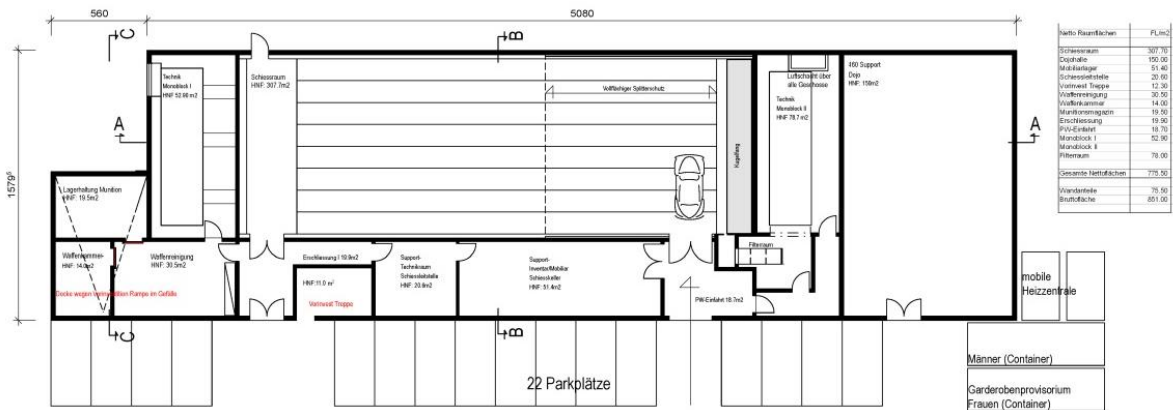 560
5080
C
B
A
A
1579⁵
Technik
Monoblock I
HNF 52.86 m2
Schiessraum
HNF: 307.7m2
Vollflächiger Splitterschutz
Kugelfang
Luftschacht über
alle Geschosse
Technik
Monoblock II
HNF 78.7 m2
460 Support
Dojo
HNF: 159m2
Lagerhaltung Munition
HNF: 19.5m2
Waffenkammer
HNF: 14.0m2
Waffenreinigung
HNF: 30.5m2
Erschliessung I 19.9m2
HNF:11.0 m²
Vorinvest Treppe
Support-
Technikraum
Schiessleitstelle
HNF: 20.6m2
Support-
Inventar/Mobiliar
Schiesskeller
HNF: 51.4m2
PW-Einfahrt 18.7m2
Filterraum
Decke wegen
Rampe im Gefälle
C
B
22 Parkplätze
mobile
Heizzentrale
Männer (Container)
Garderobenprovisorium
Frauen (Container)
Netto Raumflächen FL/m2
Schiessraum 307.70
Dojohalle 150.00
Mobiliarlager 51.40
Schiessleitstelle 20.60
Vorinvest Treppe 12.30
Waffenreinigung 30.50
Waffenkammer 14.00
Munitionsmagazin 19.50
Erschliessung 19.90
PW-Einfahrt 18.70
Monoblock I 52.90
Monoblock II
Filterraum 78.00
Gesamte Nettoflächen 775.50
Wandanteile 75.50
Bruttofläche 851.00